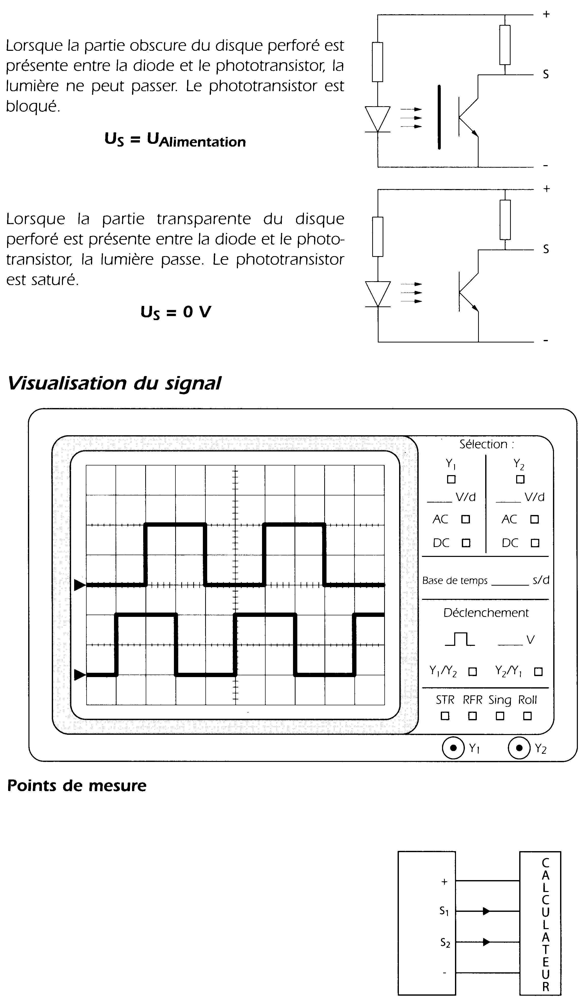 Lorsque la partie obscure du disque perforé est
présente entre la diode et le phototransistor, la
lumière ne peut passer. Le phototransistor est
bloqué.
US = UAlimentation
+
S
-
Lorsque la partie transparente du disque
perforé est présente entre la diode et le photo-
transistor, la lumière passe. Le phototransistor
est saturé.
US = 0 V
+
S
-
Visualisation du signal
Sélection :
Y1 Y2
____ V/d ____ V/d
AC AC
DC DC
Base de temps ______ s/d
Déclenchement
____ V
Y1/Y2 Y2/Y1
STR RFR Sing Roll
Y1 Y2
Points de mesure
+
S1
S2
-
CALCULATEUR